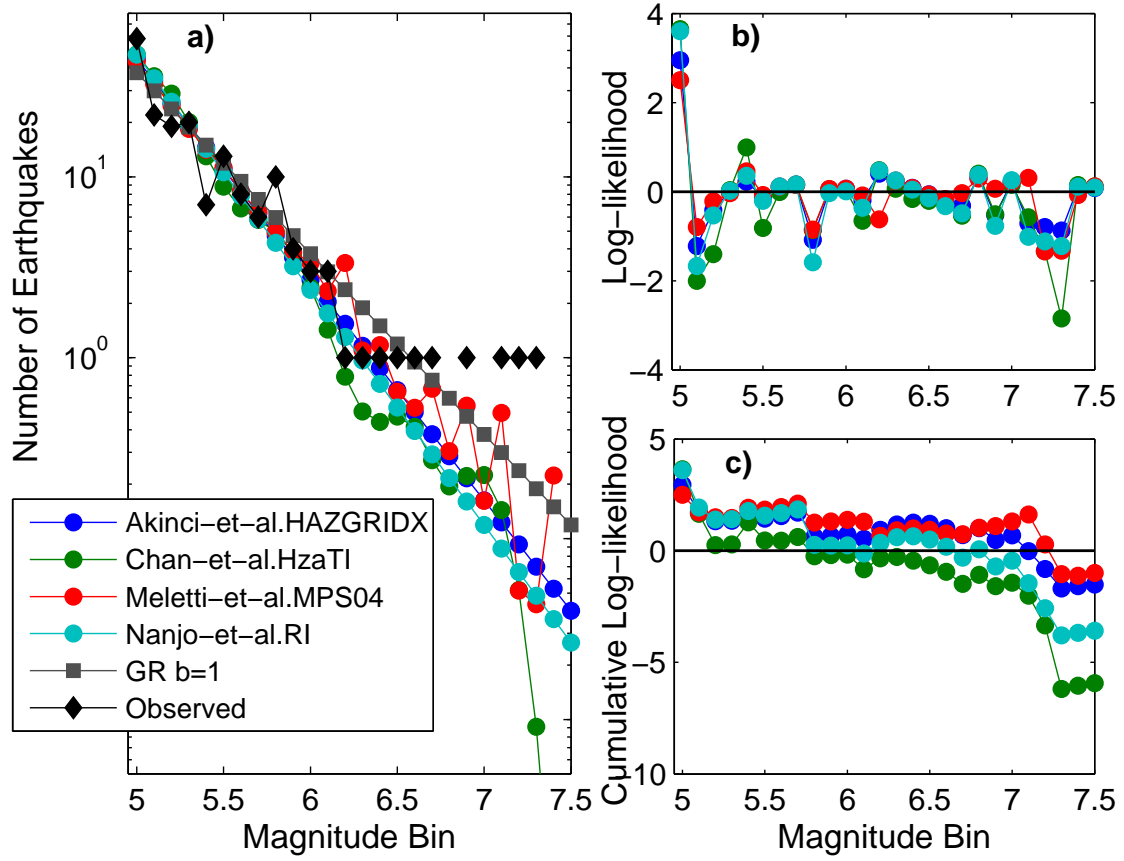 a)
Number of Earthquakes
10^1
10^0
Akinci-et-al.HAZGRIDX
Chan-et-al.HzaTI
Meletti-et-al.MPS04
Nanjo-et-al.RI
GR b=1
Observed
5 5.5 6 6.5 7 7.5
Magnitude Bin
b)
Log-likelihood
4
2
0
-2
-4
5 5.5 6 6.5 7 7.5
c)
Cumulative Log-likelihood
5
0
-5
-10
5 5.5 6 6.5 7 7.5
Magnitude Bin